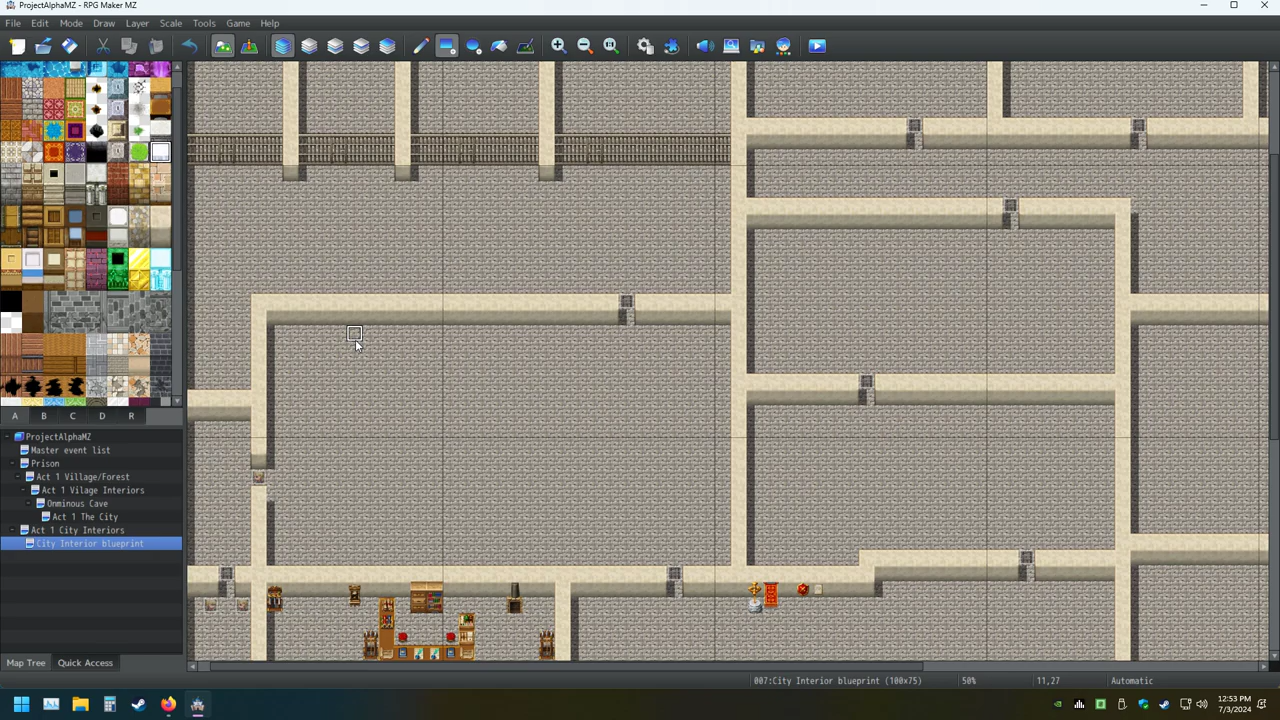 ProjectAlphaMZ - RPG Maker MZ
File Edit Mode Draw Layer Scale Tools Game Help
A B C D R
ProjectAlphaMZ
Master event list
Prison
Act 1 Village/Forest
Act 1 Vilage Interiors
Onminous Cave
Act 1 The City
Act 1 City Interiors
City Interior blueprint
Map Tree Quick Access
007:City Interior blueprint (100x75) 50% 11,27 Automatic
12:53 PM
7/3/2024